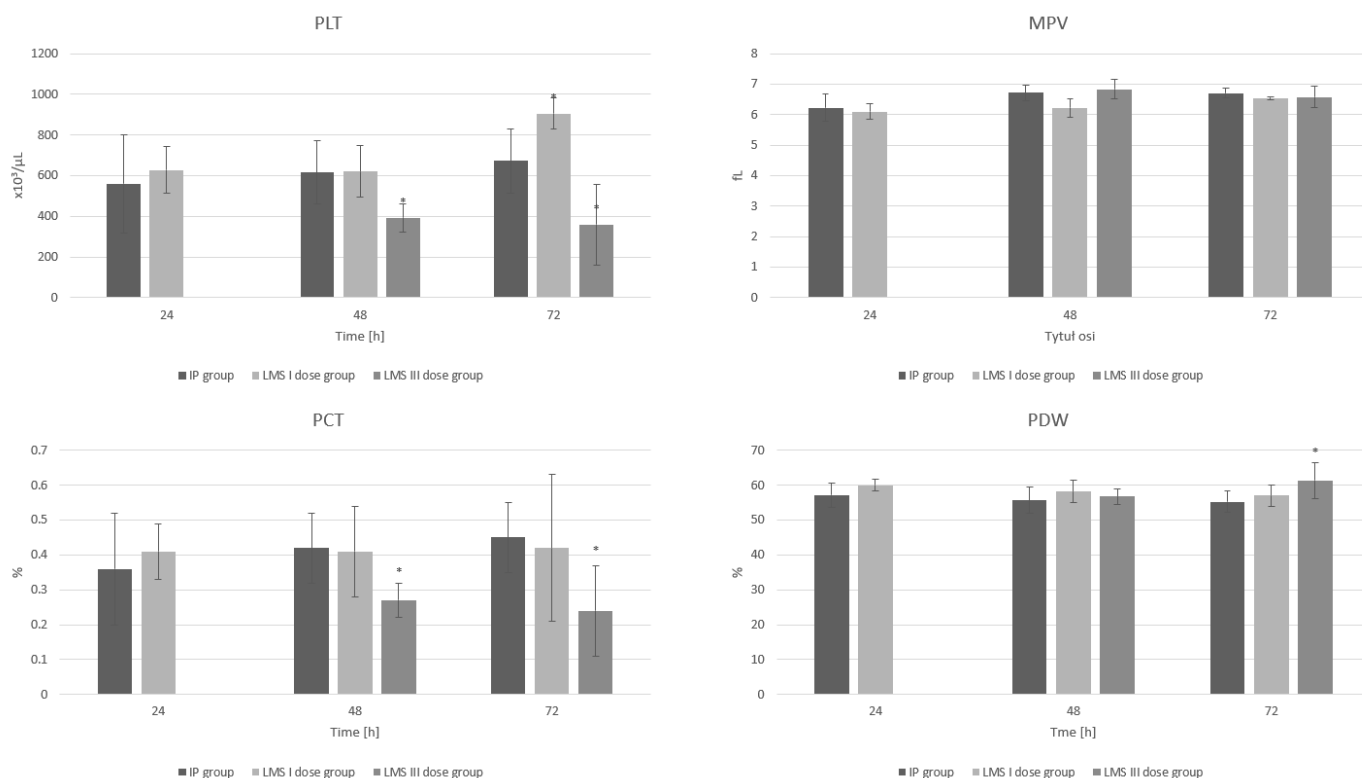 PLT
1200
1000
800
600
400
200
0
x10³/µL
*
*
*
24 48 72
Time [h]
IP group LMS I dose group LMS III dose group
MPV
8
7
6
5
4
3
2
1
0
fL
24 48 72
Tytuł osi
IP group LMS I dose group LMS III dose group
PCT
0.7
0.6
0.5
0.4
0.3
0.2
0.1
0
%
*
*
24 48 72
Time [h]
IP group LMS I dose group LMS III dose group
PDW
70
60
50
40
30
20
10
0
%
*
24 48 72
Tme [h]
IP group LMS I dose group LMS III dose group